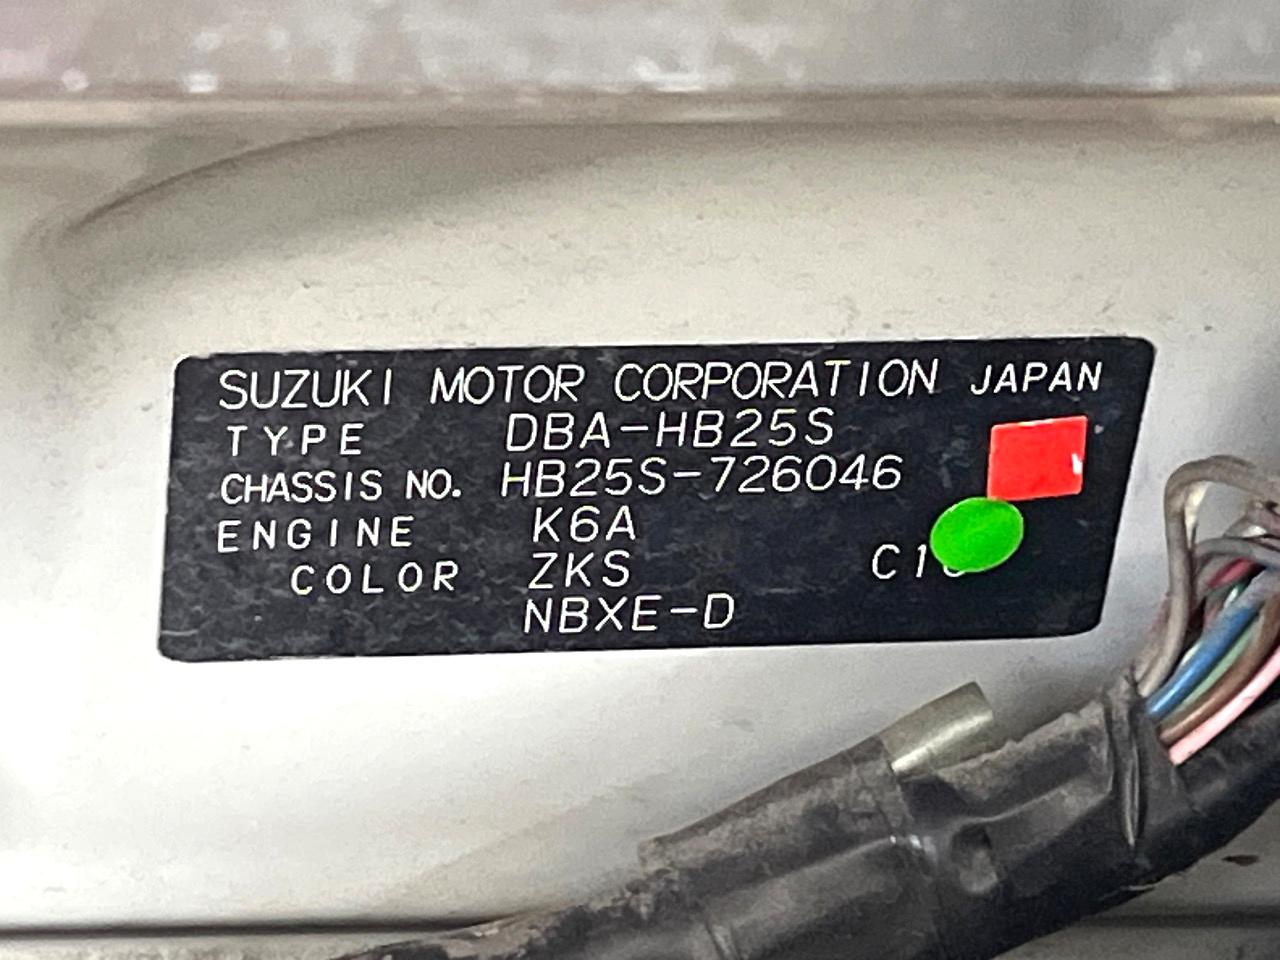 SUZUKI MOTOR CORPORATION JAPAN
TYPE DBA-HB25S
CHASSIS NO. HB25S-726046
ENGINE K6A
COLOR ZKS
NBXE-D